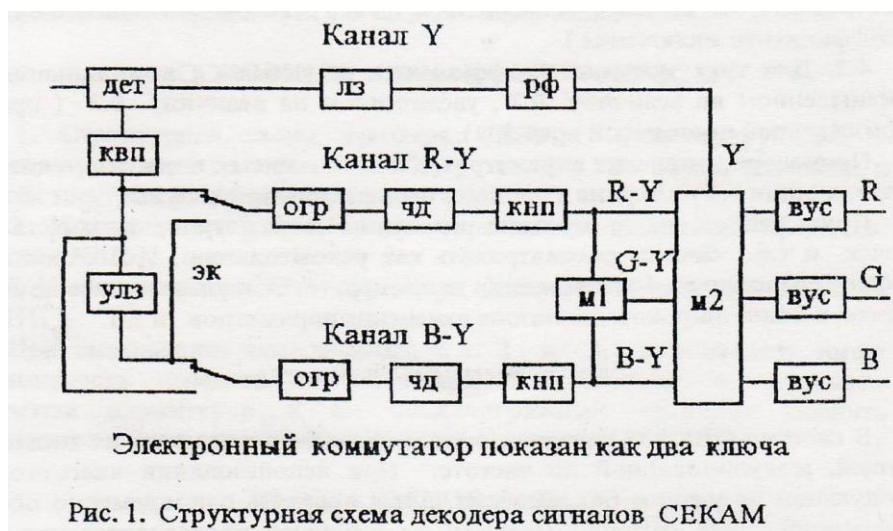 Канал Y
дет
лз
рф
квп
Канал R-Y
Y
огр
чд
кнп
R-Y
R
вус
эк
G-Y
G
улз
м1
м2
вус
Канал B-Y
B-Y
B
огр
чд
кнп
вус
Электронный коммутатор показан как два ключа
Рис. 1. Структурная схема декодера сигналов СЕКАМ